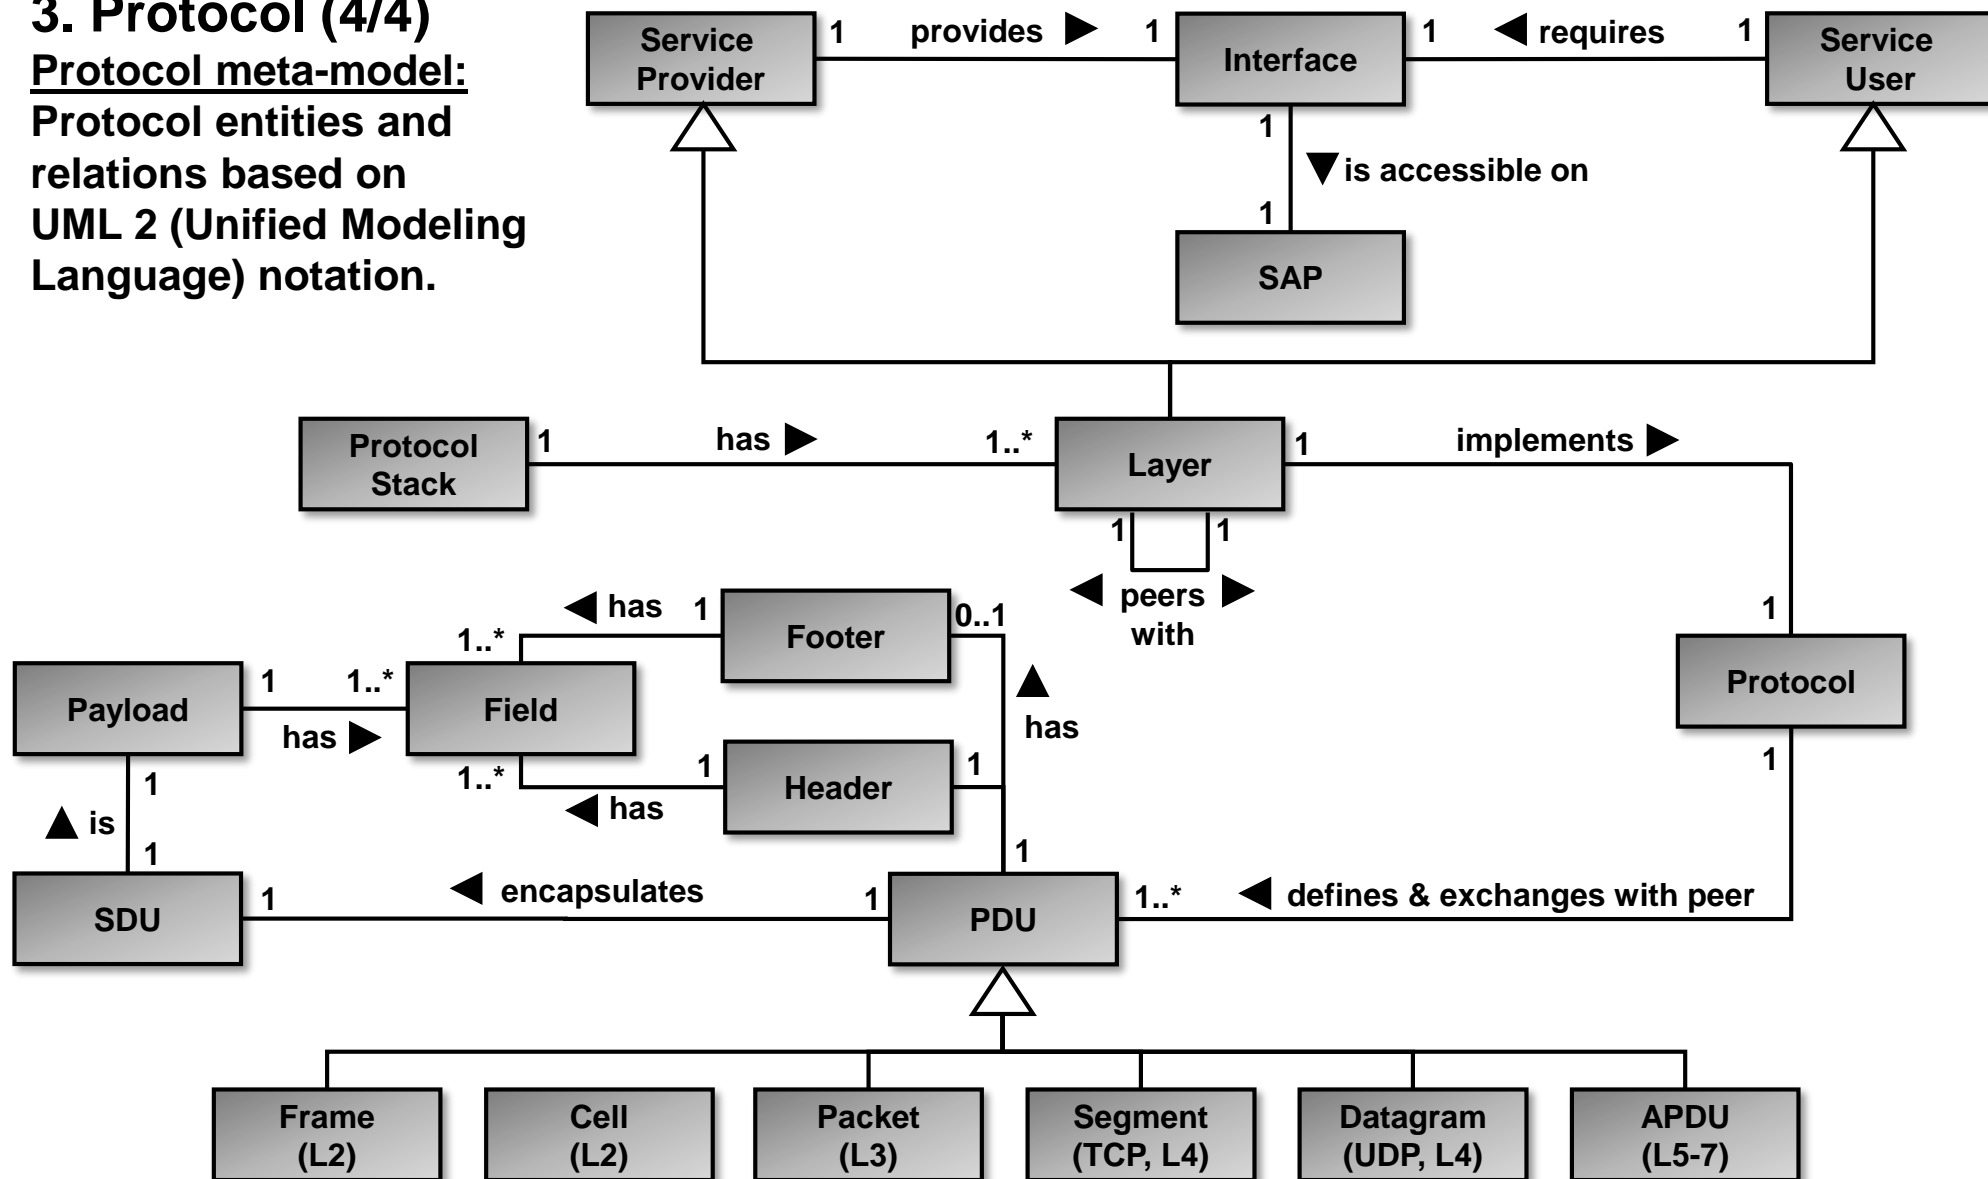 3. Protocol (4/4)
Protocol meta-model:
Protocol entities and
relations based on
UML 2 (Unified Modeling
Language) notation.
Service
Provider
1
provides ▶
1
Interface
1
◀ requires
1
Service
User
1
▼ is accessible on
1
SAP
Protocol
Stack
1
has ▶
1..*
Layer
1
implements ▶
1
1
◀ peers ▶
with
1
Protocol
1
◀ has
1
1..*
Footer
0..1
▲
has
Payload
1
1..*
has ▶
Field
1..*
1
◀ has
Header
1
1
▲ is
1
SDU
1
◀ encapsulates
1
1
PDU
1..*
◀ defines & exchanges with peer
Frame
(L2)
Cell
(L2)
Packet
(L3)
Segment
(TCP, L4)
Datagram
(UDP, L4)
APDU
(L5-7)